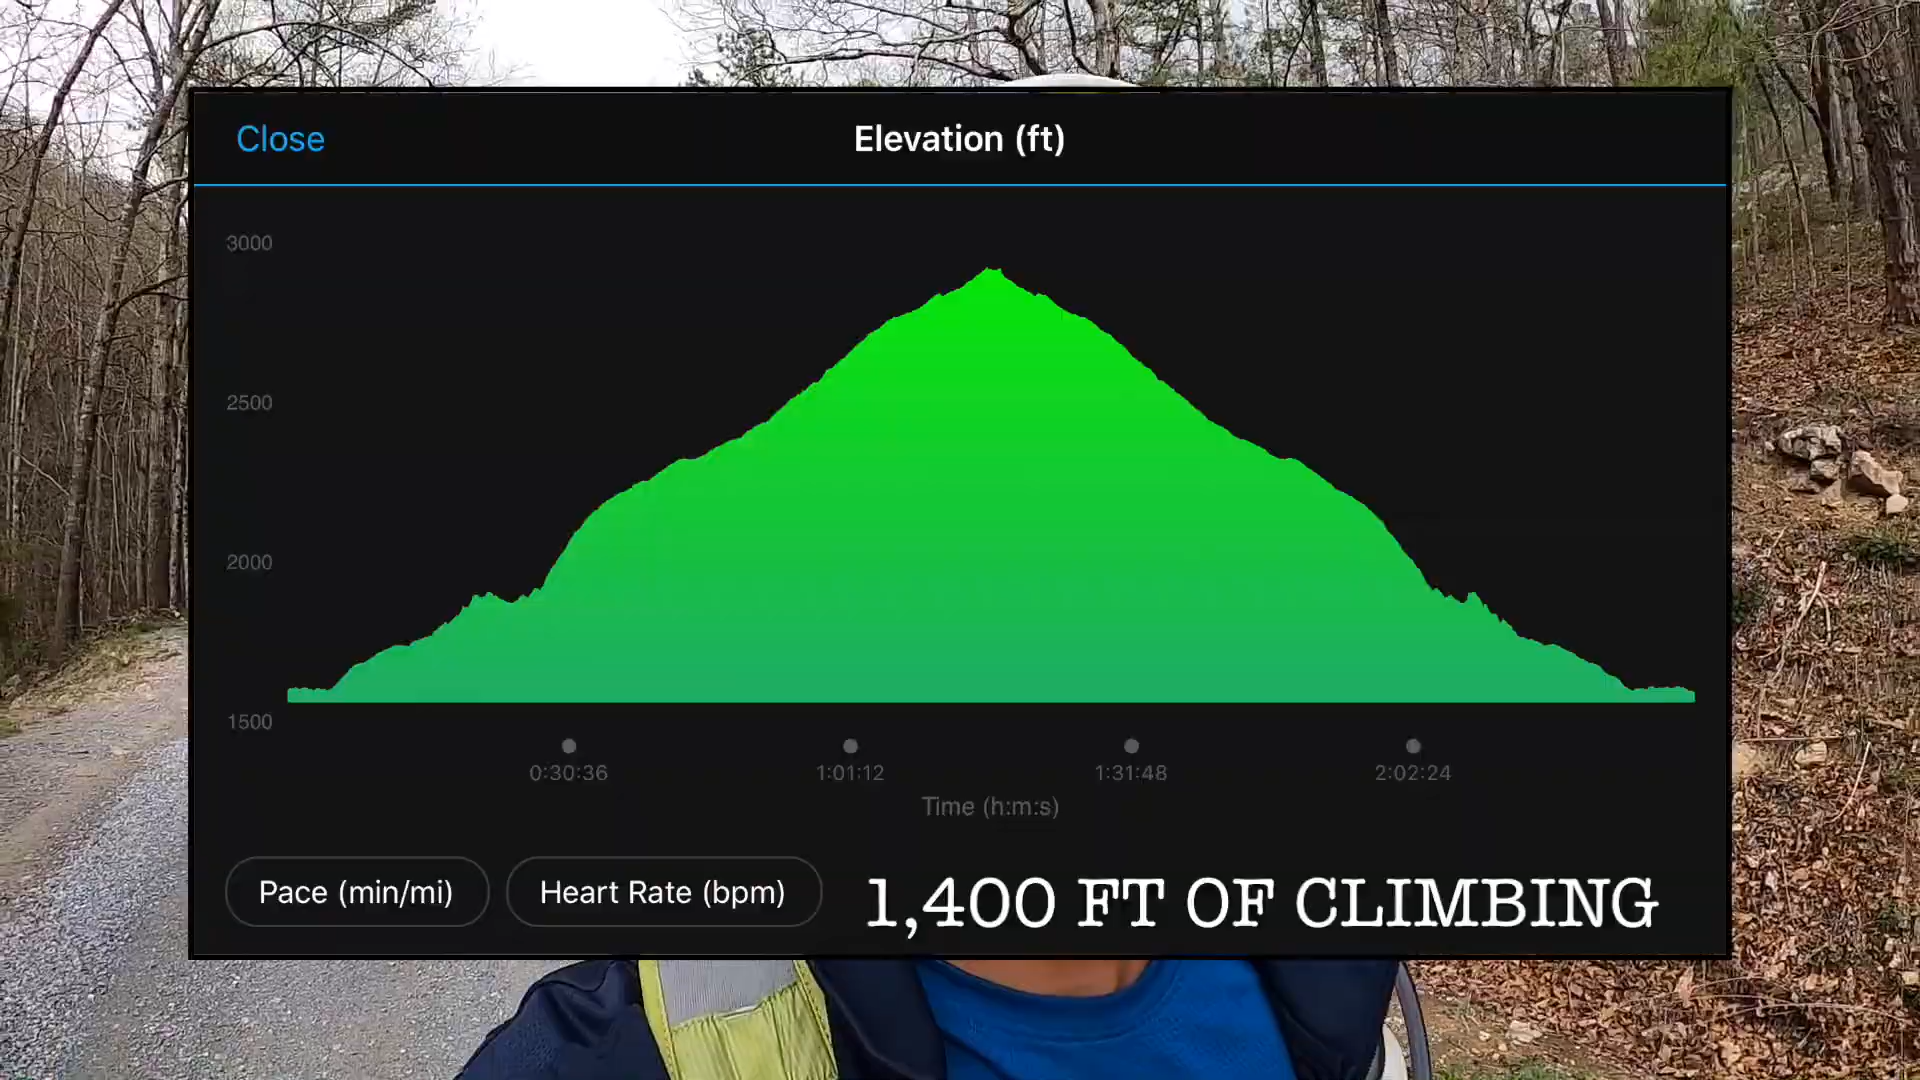 Close
Elevation (ft)
3000
2500
2000
1500
0:30:36
1:01:12
1:31:48
2:02:24
Time (h:m:s)
Pace (min/mi)
Heart Rate (bpm)
1,400 FT OF CLIMBING